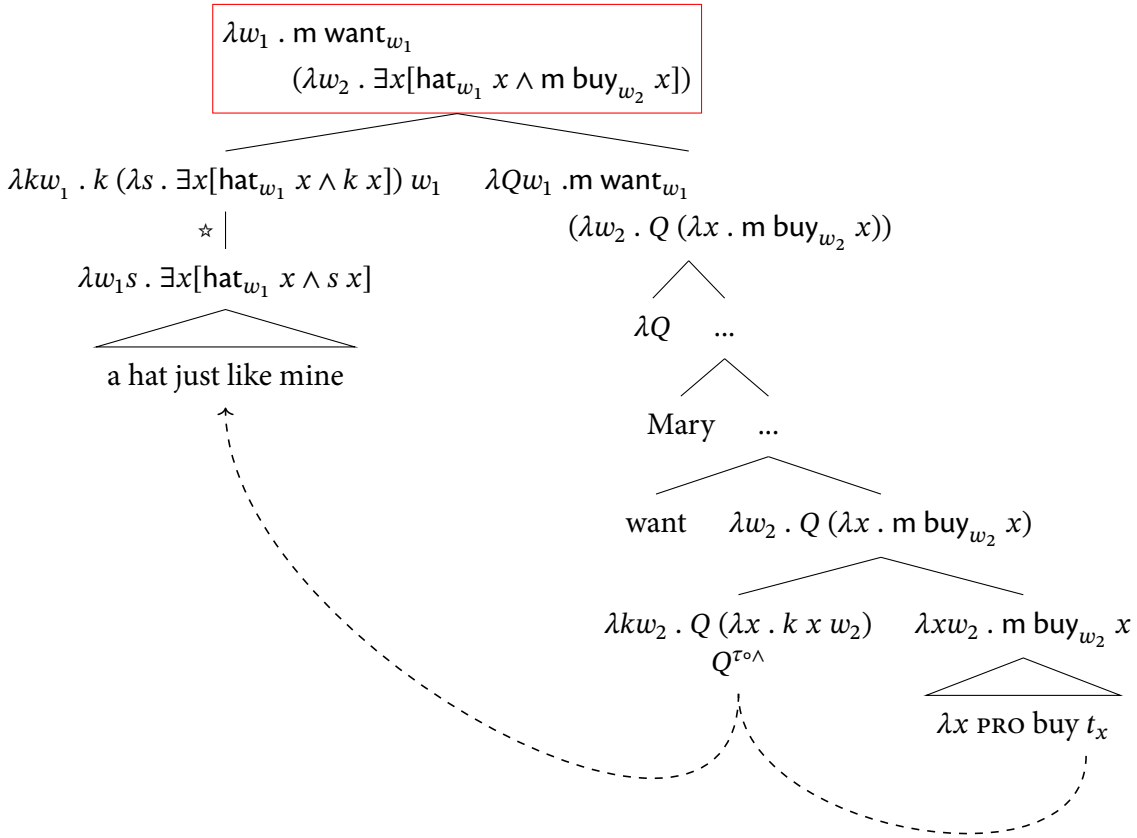 λw₁ . m want_w₁
(λw₂ . ∃x[hat_w₁ x ∧ m buy_w₂ x])
λkw₁ . k (λs . ∃x[hat_w₁ x ∧ k x]) w₁
λQw₁ .m want_w₁
(λw₂ . Q (λx . m buy_w₂ x))
☆
λw₁s . ∃x[hat_w₁ x ∧ s x]
λQ ...
a hat just like mine
Mary ...
want λw₂ . Q (λx . m buy_w₂ x)
λkw₂ . Q (λx . k x w₂) λxw₂ . m buy_w₂ x
Q^τ∘∧
λx PRO buy tₓ